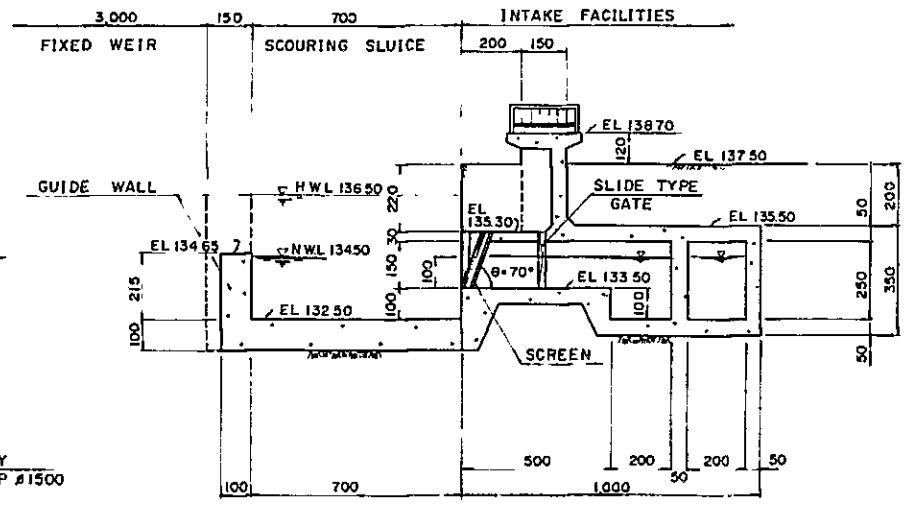 3,000 150 700 INTAKE FACILITIES
FIXED WEIR SCOURING SLUICE 200 150
EL 138.70
120
EL 137.50
GUIDE WALL HWL 136.50 SLIDE TYPE
GATE
220 50 200
EL
135.30
EL 135.50
EL 134.65 NWL 134.50
30
150 100 θ=70° EL 133.50
215 250 350
EL 132.50 100 100
100
SCREEN 50
Y
P ø1500
500 200 50 200 50
100 700 1,000